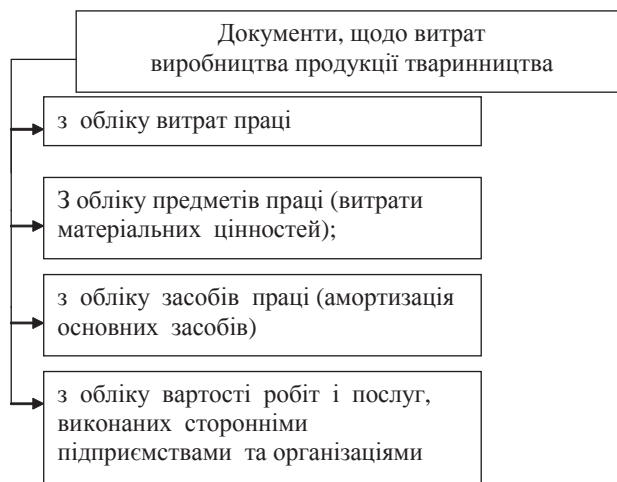 Документи, щодо витрат
виробництва продукції тваринництва
з обліку витрат праці
З обліку предметів праці (витрати
матеріальних цінностей);
з обліку засобів праці (амортизація
основних засобів)
з обліку вартості робіт і послуг,
виконаних сторонніми
підприємствами та організаціями